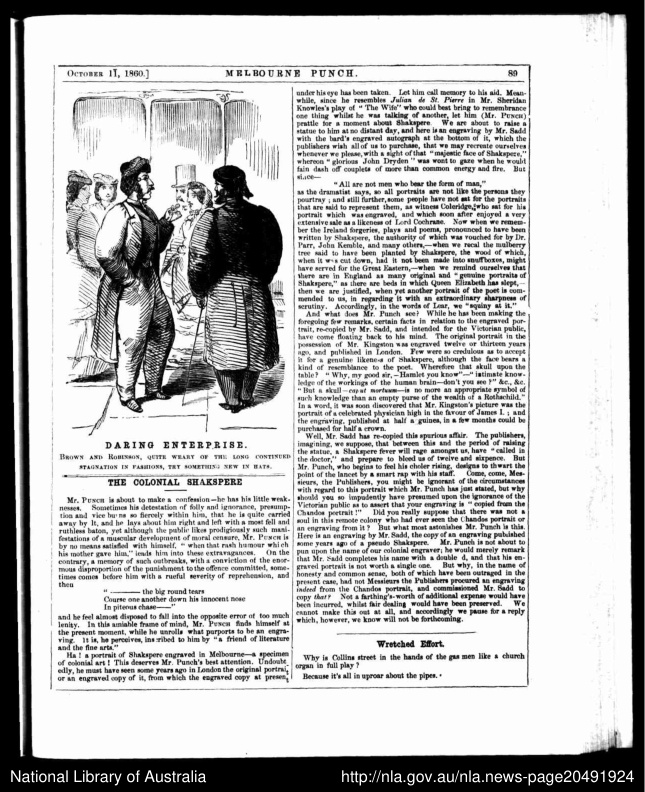 October 11, 1860.]
MELBOURNE PUNCH.
89
DARING ENTERPRISE.
Brown and Robinson, quite weary of the long continued
stagnation in fashions, try something new in hats.
THE COLONIAL SHAKSPERE
Mr. Punch is about to make a confession—he has his little weak-
nesses. Sometimes his detestation of folly and ignorance, presump-
tion and vice burns so fiercely within him, that he is quite carried
away by it, and he lays about him right and left with a most fell and
ruthless baton, yet although the public likes prodigiously such mani-
festations of a muscular development of moral censure, Mr. Punch is
by no means satisfied with himself, " when that rash humour which
his mother gave him," leads him into these extravagances. On the
contrary, a memory of such outbreaks, with a conviction of the enor-
mous disproportion of the punishment to the offence committed, some-
times comes before him with a rueful severity of reprehension, and
then
" ——— the big round tears
Course one another down his innocent nose
In piteous chase——"
and he feel almost disposed to fall into the opposite error of too much
lenity. In this amiable frame of mind, Mr. Punch finds himself at
the present moment, while he unrolls what purports to be an engra-
ving. It is, he perceives, inscribed to him by "a friend of literature
and the fine arts."
Ha ! a portrait of Shakspere engraved in Melbourne—a specimen
of colonial art ! This deserves Mr. Punch's best attention. Undoubt
edly, he must have seen some years ago in London the original portrai,
or an engraved copy of it, from which the engraved copy at presen,
under his eye has been taken. Let him call memory to his aid. Mean-
while, since he resembles Julian de St. Pierre in Mr. Sheridan
Knowles's play of " The Wife" who could best bring to remembrance
one thing whilst he was talking of another, let him (Mr. Punch)
prattle for a moment about Shakspere. We are about to raise a
statue to him at no distant day, and here is an engraving by Mr. Sadd
with the bard's engraved autograph at the bottom of it, which the
publishers wish all of us to purchase, that we may recreate ourselves
whenever we please, with a sight of that "majestic face of Shakspere,"
whereon " glorious John Dryden " was wont to gaze when he would
fain dash off couplets of more than common energy and fire. But
since—
"All are not men who bear the form of man,"
as the dramatist says, so all portraits are not like the persons they
pourtray ; and still further, some people have not sat for the portraits
that are said to represent them, as witness Coleridge, who sat for his
portrait which was engraved, and which soon after enjoyed a very
extensive sale as a likeness of Lord Cochrane. Now when we remem-
ber the Ireland forgeries, plays and poems, pronounced to have been
written by Shakspere, the authority of which was vouched for by Dr.
Parr, John Kemble, and many others,—when we recal the mulberry
tree said to have been planted by Shakspere, the wood of which,
when it was cut down, had it not been made into snuffboxes, might
have served for the Great Eastern,—when we remind ourselves that
there are in England as many original and "genuine portraits of
Shakspere," as there are beds in which Queen Elizabeth has slept,—
then we are justified, when yet another portrait of the poet is com-
mended to us, in regarding it with an extraordinary sharpness of
scrutiny. Accordingly, in the words of Lear, we "squiny at it."
And what does Mr. Punch see? While he has been making the
foregoing few remarks, certain facts in relation to the engraved por-
trait, re-copied by Mr. Sadd, and intended for the Victorian public,
have come floating back to his mind. The original portrait in the
possession of Mr. Kingston was engraved twelve or thirteen years
ago, and published in London. Few were so credulous as to accept
it for a genuine likeness of Shakspere, although the face bears a
kind of resemblance to the poet. Wherefore that skull upon the
table? " Why, my good sir,—Hamlet you know"—" intimate know-
ledge of the workings of the human brain—don't you see ?" &c., &c.
" But a skull—caput mortuum—is no more an appropriate symbol of
such knowledge than an empty purse of the wealth of a Rothschild."
In a word, it was soon discovered that Mr. Kingston's picture was the
portrait of a celebrated physician high in the favour of James I. ; and
the engraving, published at half a guinea, in a few months could be
purchased for half a crown.
Well, Mr. Sadd has re-copied this spurious affair. The publishers,
imagining, we suppose, that between this and the period of raising
the statue, a Shakspere fever will rage amongst us, have "called in
the doctor," and prepare to bleed us of twelve and sixpence. But
Mr. Punch, who begins to feel his choler rising, designs to thwart the
point of the lancet by a smart rap with his staff. Come, come, Mes-
sieurs, the Publishers, you might be ignorant of the circumstances
with regard to this portrait which Mr. Punch has just stated, but why
should you so impudently have presumed upon the ignorance of the
Victorian public as to assert that your engraving is " copied from the
Chandos portrait !" Did you really suppose that there was not a
soul in this remote colony who had ever seen the Chandos portrait or
an engraving from it ? But what most astonishes Mr. Punch is this.
Here is an engraving by Mr. Sadd, the copy of an engraving pubished
some years ago of a pseudo Shakspere. Mr. Punch is not about to
pun upon the name of our colonial engraver; he would merely remark
that Mr. Sadd completes his name with a double d, and that his en-
graved portrait is not worth a single one. But why, in the name of
honesty and common sense, both of which have been outraged in the
present case, had not Messieurs the Publishers procured an engraving
indeed from the Chandos portrait, and commissioned Mr. Sadd to
copy that? Not a farthing's-worth of additional expense would have
been incurred, whilst fair dealing would have been preserved. We
cannot make this out at all, and accordingly we pause for a reply
which, however, we know will not be forthcoming.
Wretched Effort.
Why is Collins street in the hands of the gas men like a church
organ in full play ?
Because it's all in uproar about the pipes.
National Library of Australia
http://nla.gov.au/nla.news-page20491924